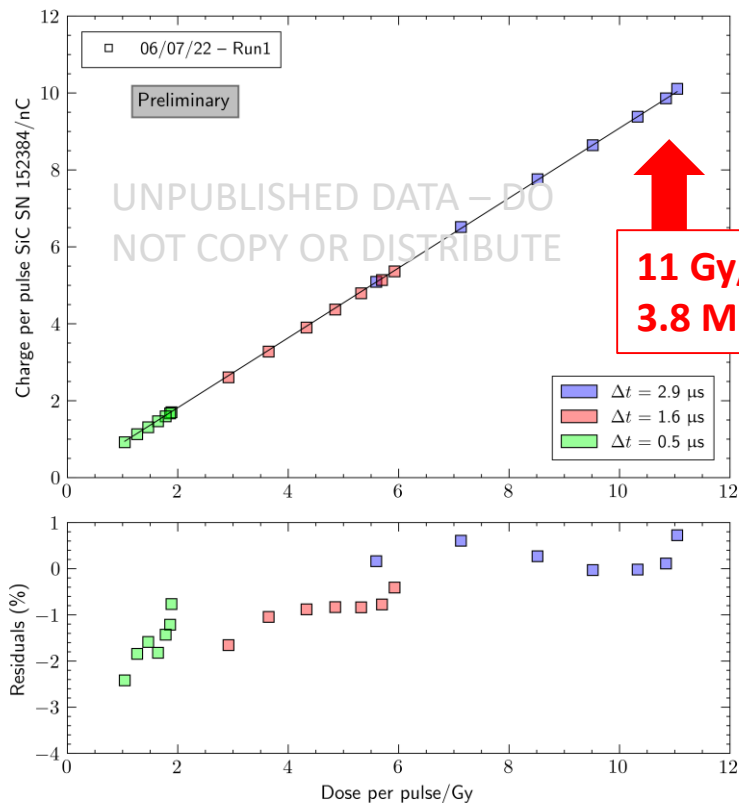 12
10
8
6
4
2
0
Charge per pulse SiC SN 152384/nC
06/07/22 – Run1
Preliminary
UNPUBLISHED DATA – DO
NOT COPY OR DISTRIBUTE
11 Gy,
3.8 M
Δt = 2.9 μs
Δt = 1.6 μs
Δt = 0.5 μs
0 2 4 6 8 10 12
1
0
−1
−2
−3
−4
Residuals (%)
0 2 4 6 8 10 12
Dose per pulse/Gy